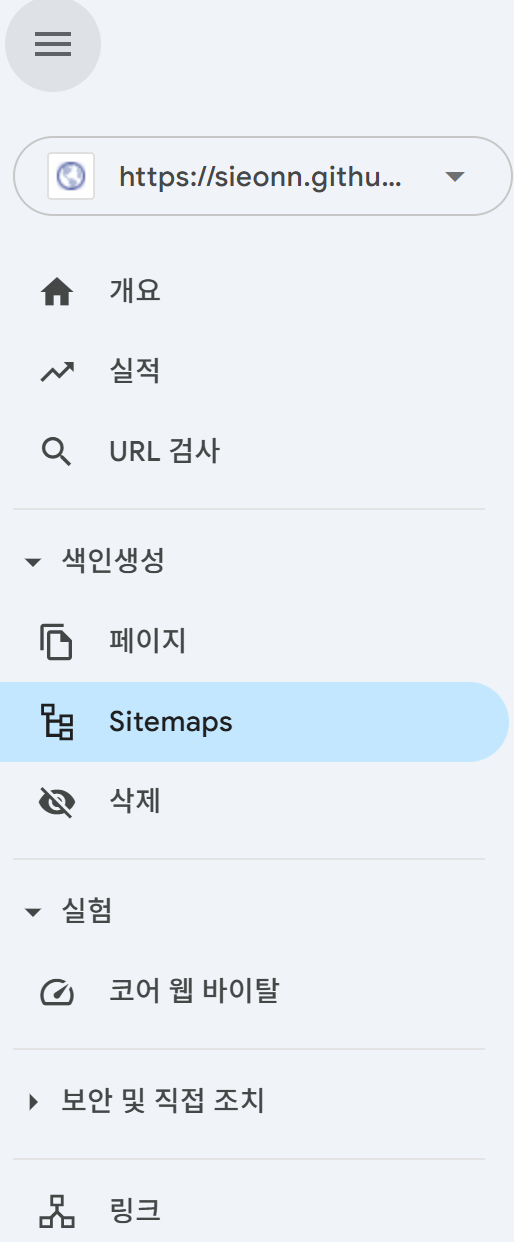 https://sieonn.githu...
개요
실적
URL 검사
색인생성
페이지
Sitemaps
삭제
실험
코어 웹 바이탈
보안 및 직접 조치
링크